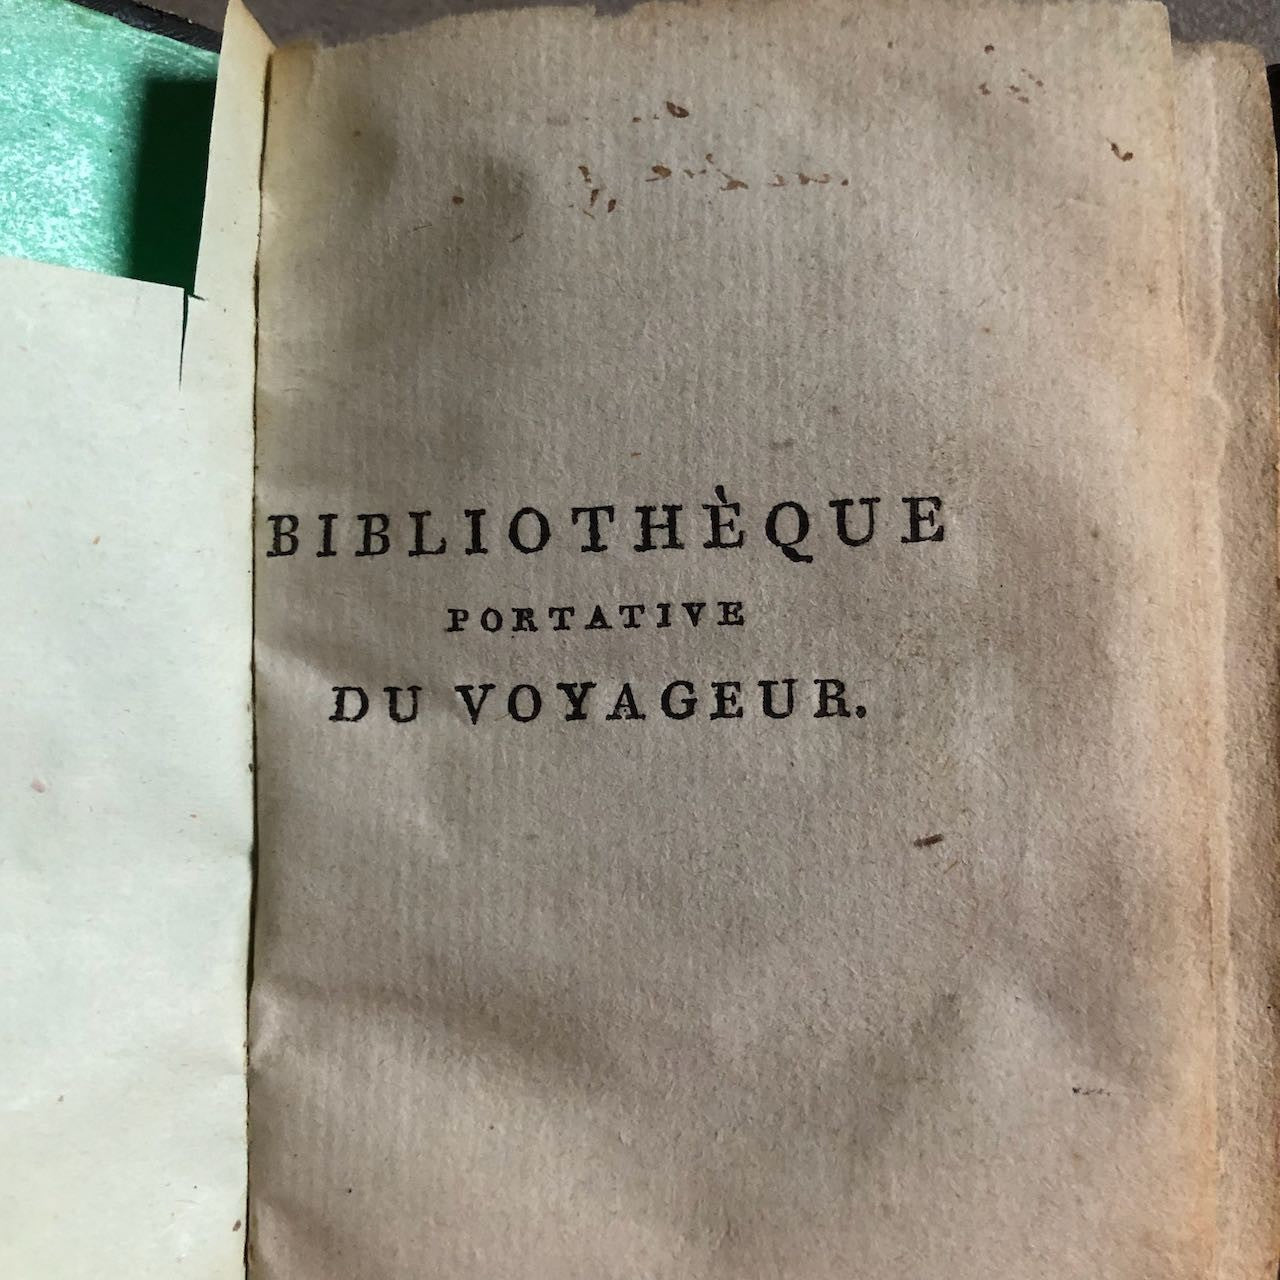 BIBLIOTHÈQUE
PORTATIVE
DU VOYAGEUR.